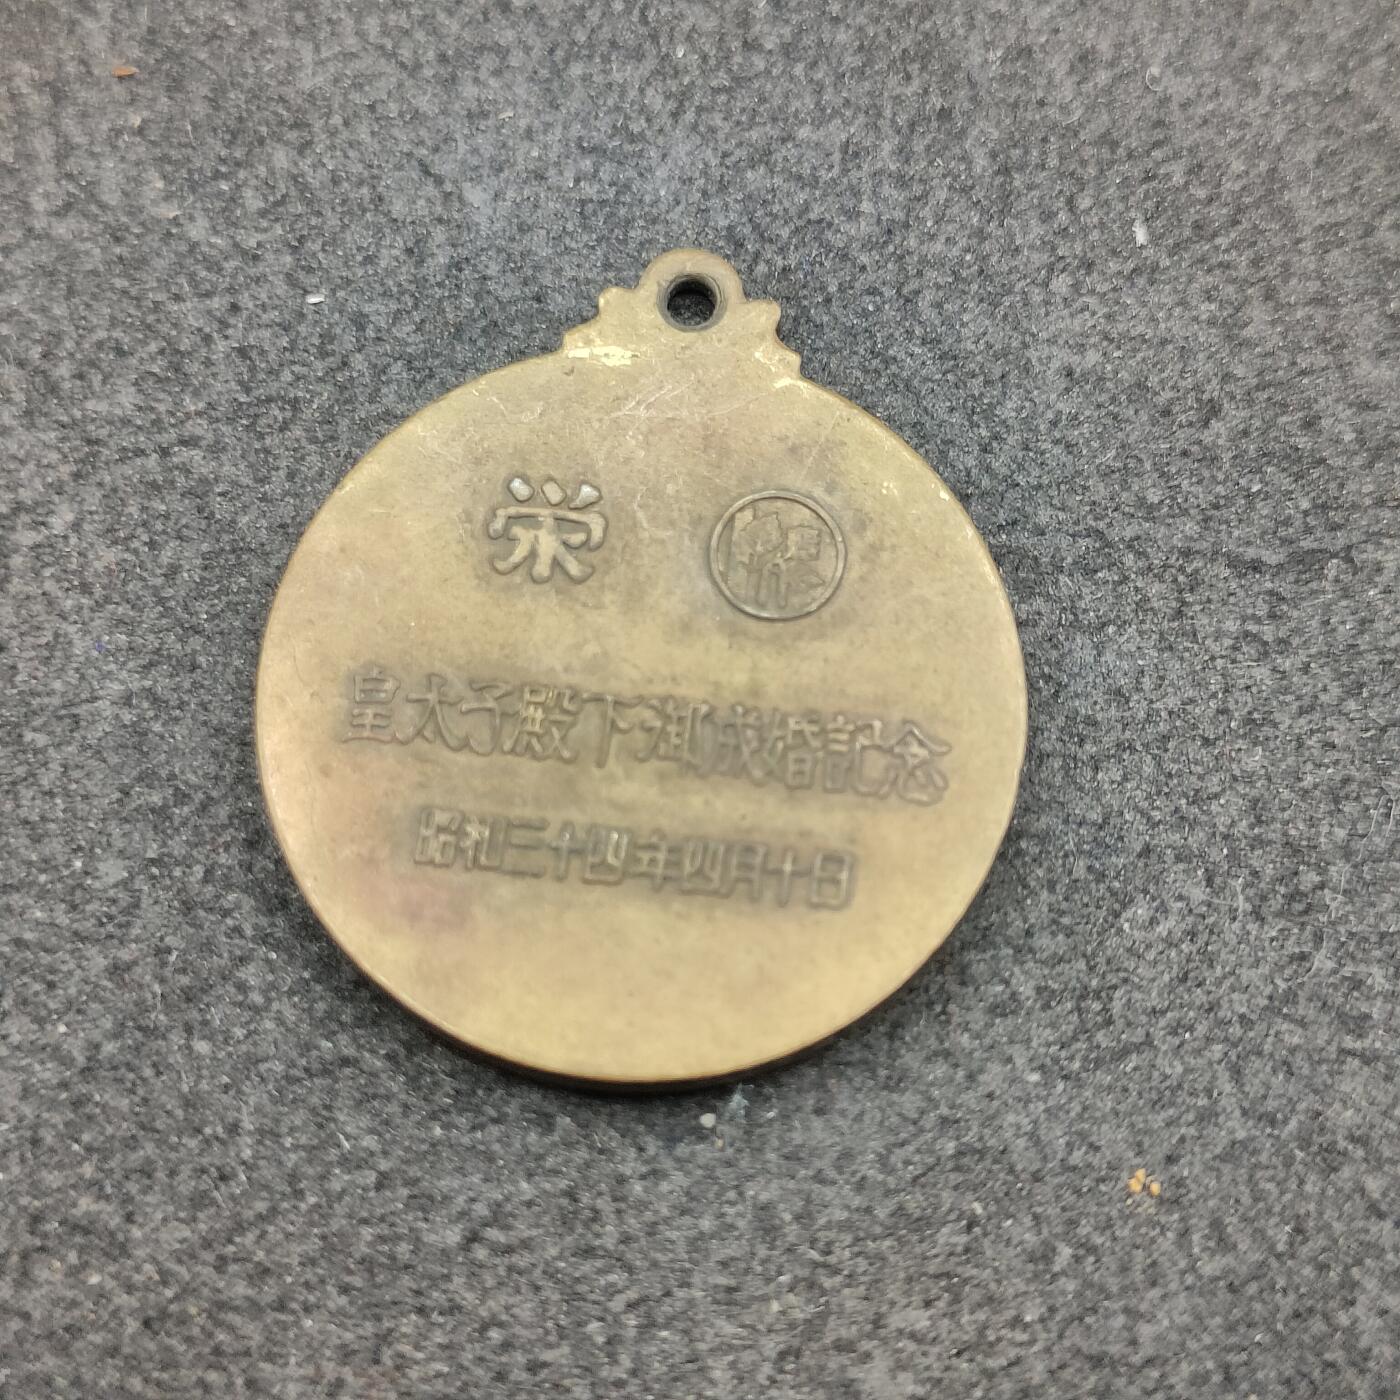 栄
皇太子殿下御成婚記念
昭和三十四年四月十日